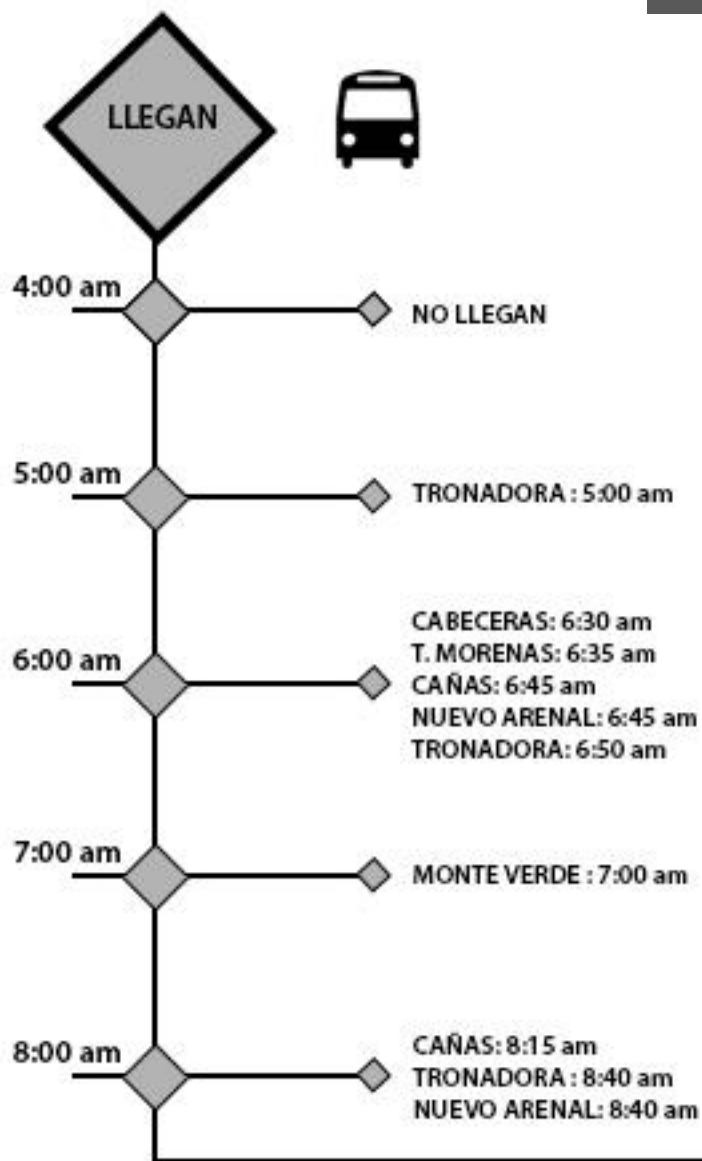 LLEGAN
4:00 am
NO LLEGAN
5:00 am
TRONADORA : 5:00 am
6:00 am
CABECERAS: 6:30 am
T. MORENAS: 6:35 am
CAÑAS: 6:45 am
NUEVO ARENAL: 6:45 am
TRONADORA: 6:50 am
7:00 am
MONTE VERDE : 7:00 am
8:00 am
CAÑAS: 8:15 am
TRONADORA : 8:40 am
NUEVO ARENAL: 8:40 am